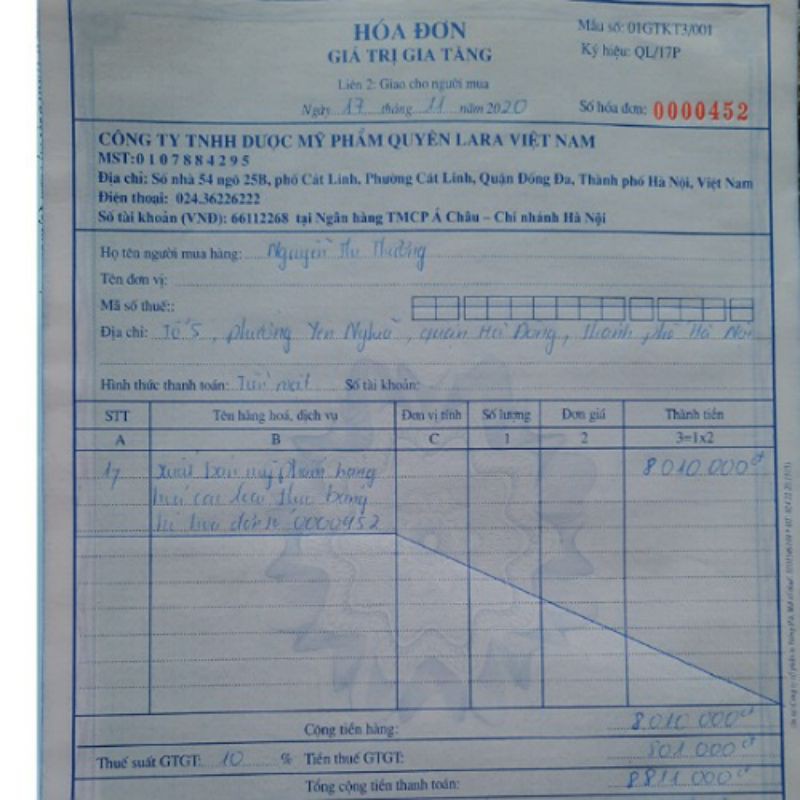 HÓA ĐƠN
GIÁ TRỊ GIA TĂNG
Liên 2: Giao cho người mua
Ngày 17 tháng 11 năm 2020
Mẫu số: 01GTKT3/001
Ký hiệu: QL/17P
Số hóa đơn: 0000452
CÔNG TY TNHH DƯỢC MỸ PHẨM QUYÊN LARA VIỆT NAM
MST:0107884295
Địa chỉ: Số nhà 54 ngõ 25B, phố Cát Linh, Phường Cát Linh, Quận Đống Đa, Thành phố Hà Nội, Việt Nam
Điện thoại: 024.36226222
Số tài khoản (VNĐ): 66112268 tại Ngân hàng TMCP Á Châu – Chi nhánh Hà Nội
Họ tên người mua hàng: Nguyễn Thu Thường
Tên đơn vị:
Mã số thuế::
Địa chỉ: Tổ 5, phường Yên Nghĩa, quận Hà Đông, thành phố Hà Nội
Hình thức thanh toán: Tiền mặt Số tài khoản:
STT Tên hàng hoá, dịch vụ Đơn vị tính Số lượng Đơn giá Thành tiền
A B C 1 2 3=1x2
1/ Xuất bán mỹ phẩm hàng 8010.000đ
hoá các loại theo bảng
kê hoá đơn số 0000452
Cộng tiền hàng: 8.010.000đ
Thuế suất GTGT: 10 % Tiền thuế GTGT: 801.000đ
Tổng cộng tiền thanh toán: 8811.000đ